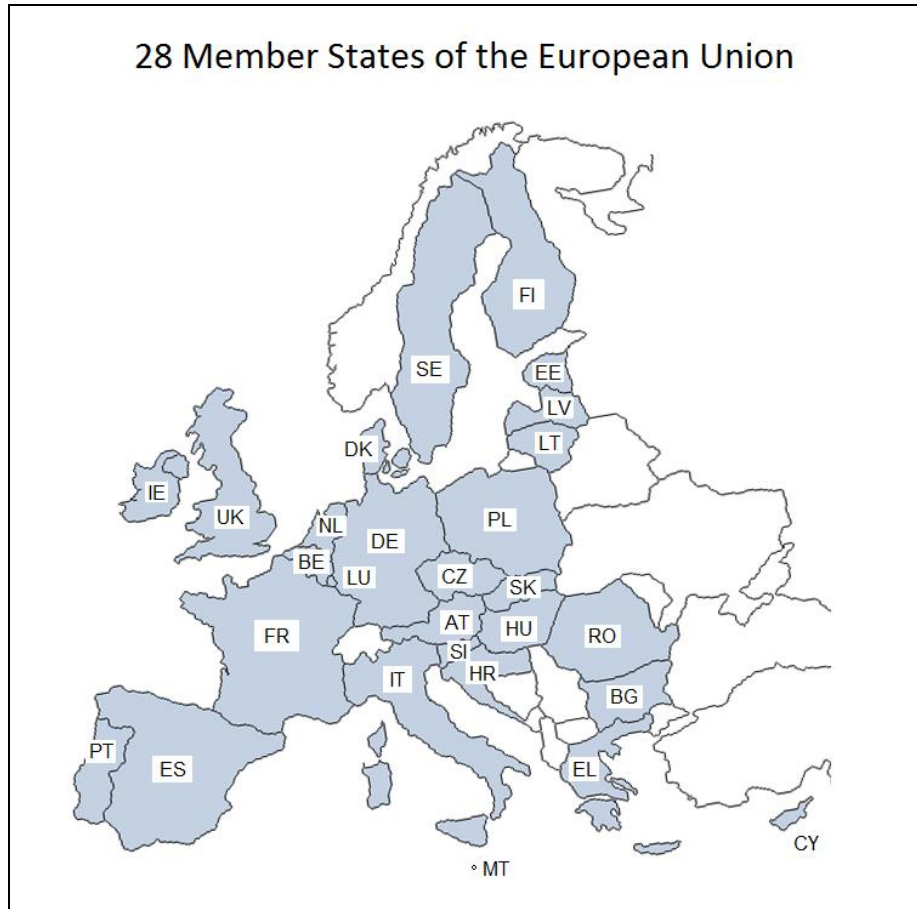 28 Member States of the European Union
FI
SE
EE
LV
LT
DK
IE
UK
NL
DE
PL
BE
LU
CZ
SK
AT
HU
FR
RO
SI
HR
IT
BG
PT
ES
EL
CY
MT